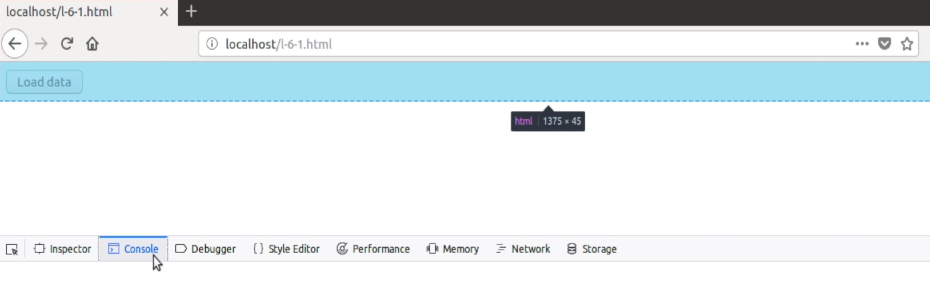 localhost/l-6-1.html
localhost/l-6-1.html
Load data
html 1375 × 45
Inspector Console Debugger Style Editor Performance Memory Network Storage